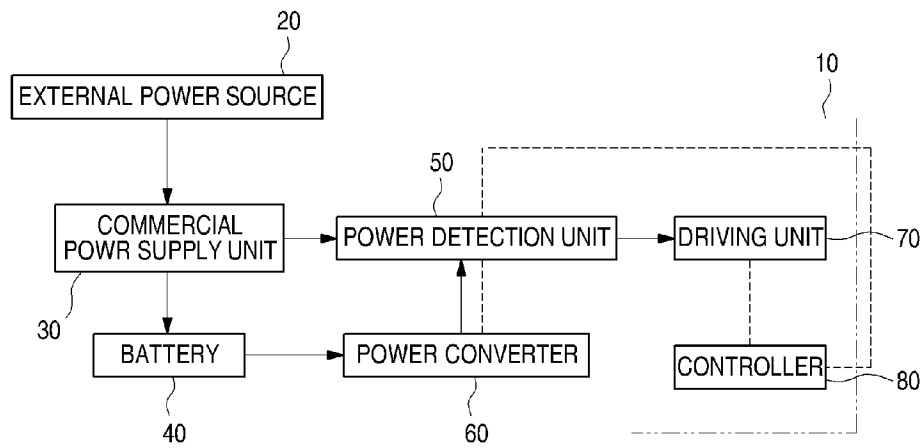 20
EXTERNAL POWER SOURCE
10
50
COMMERCIAL
POWR SUPPLY UNIT
POWER DETECTION UNIT
DRIVING UNIT
70
30
BATTERY
POWER CONVERTER
CONTROLLER
80
40
60